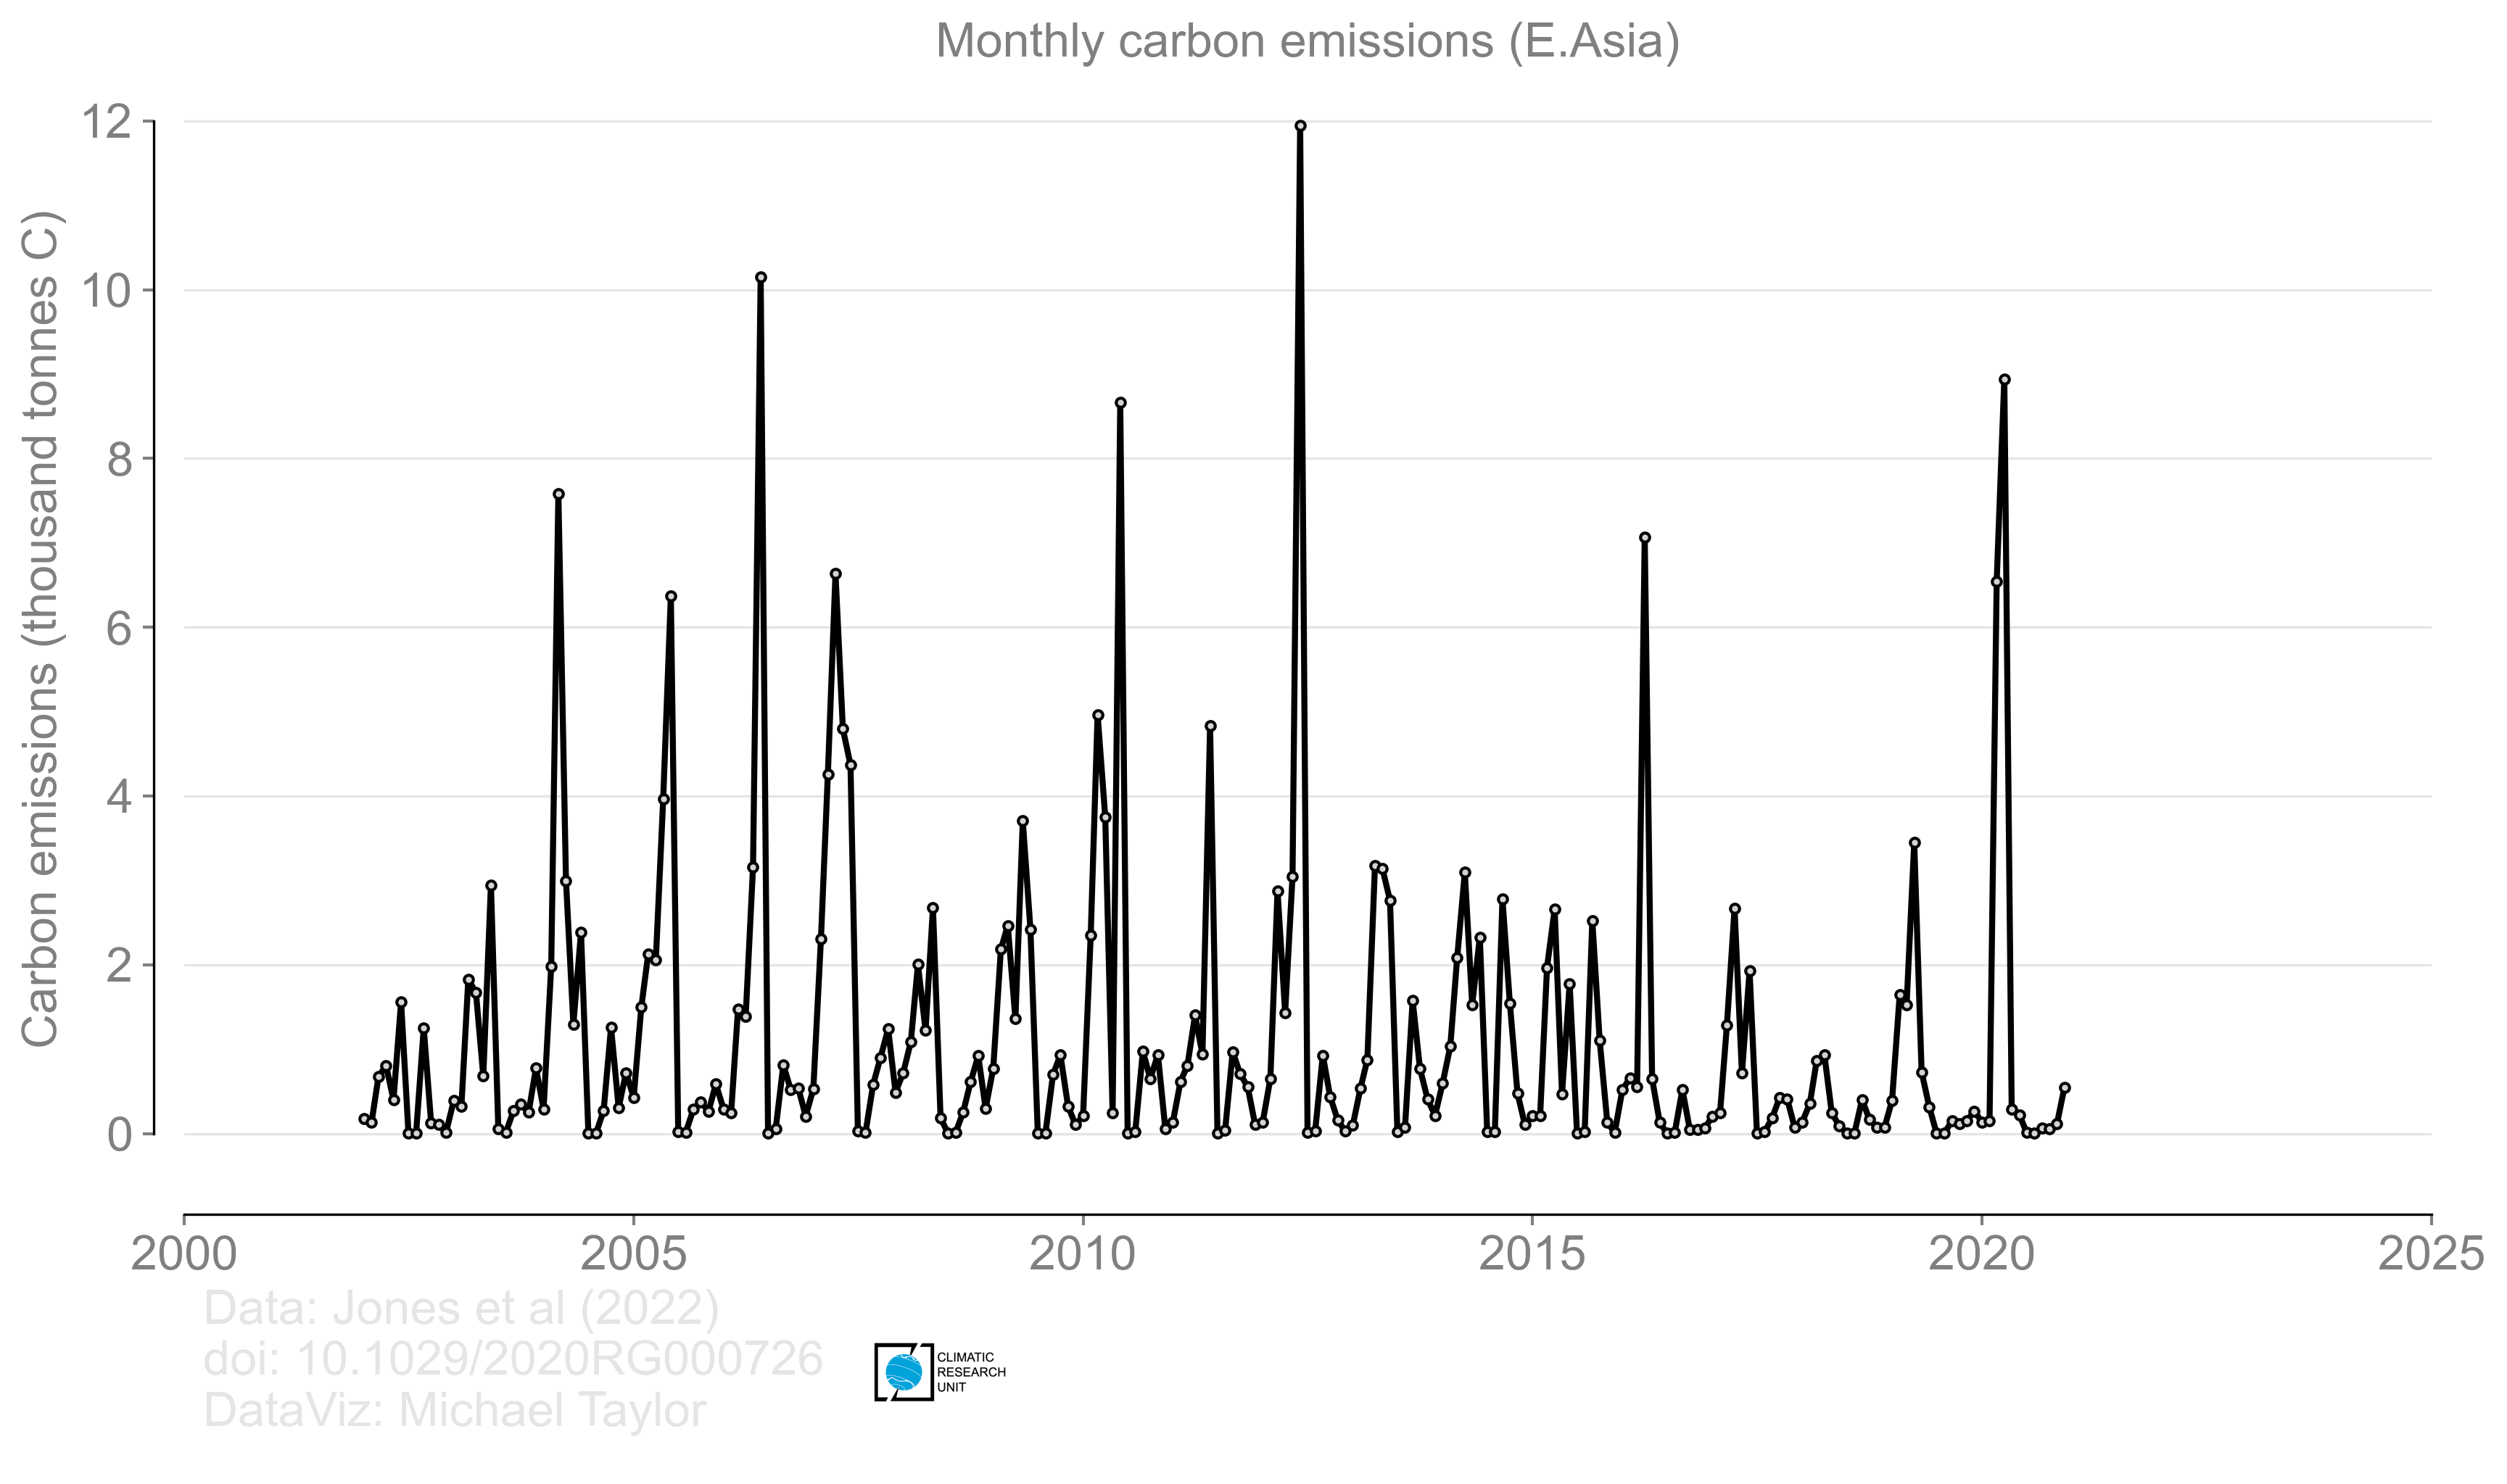 Monthly carbon emissions (E.Asia)
Carbon emissions (thousand tonnes C)
12
10
8
6
4
2
0
2000 2005 2010 2015 2020 2025
Data: Jones et al (2022)
doi: 10.1029/2020RG000726
DataViz: Michael Taylor
CLIMATIC
RESEARCH
UNIT